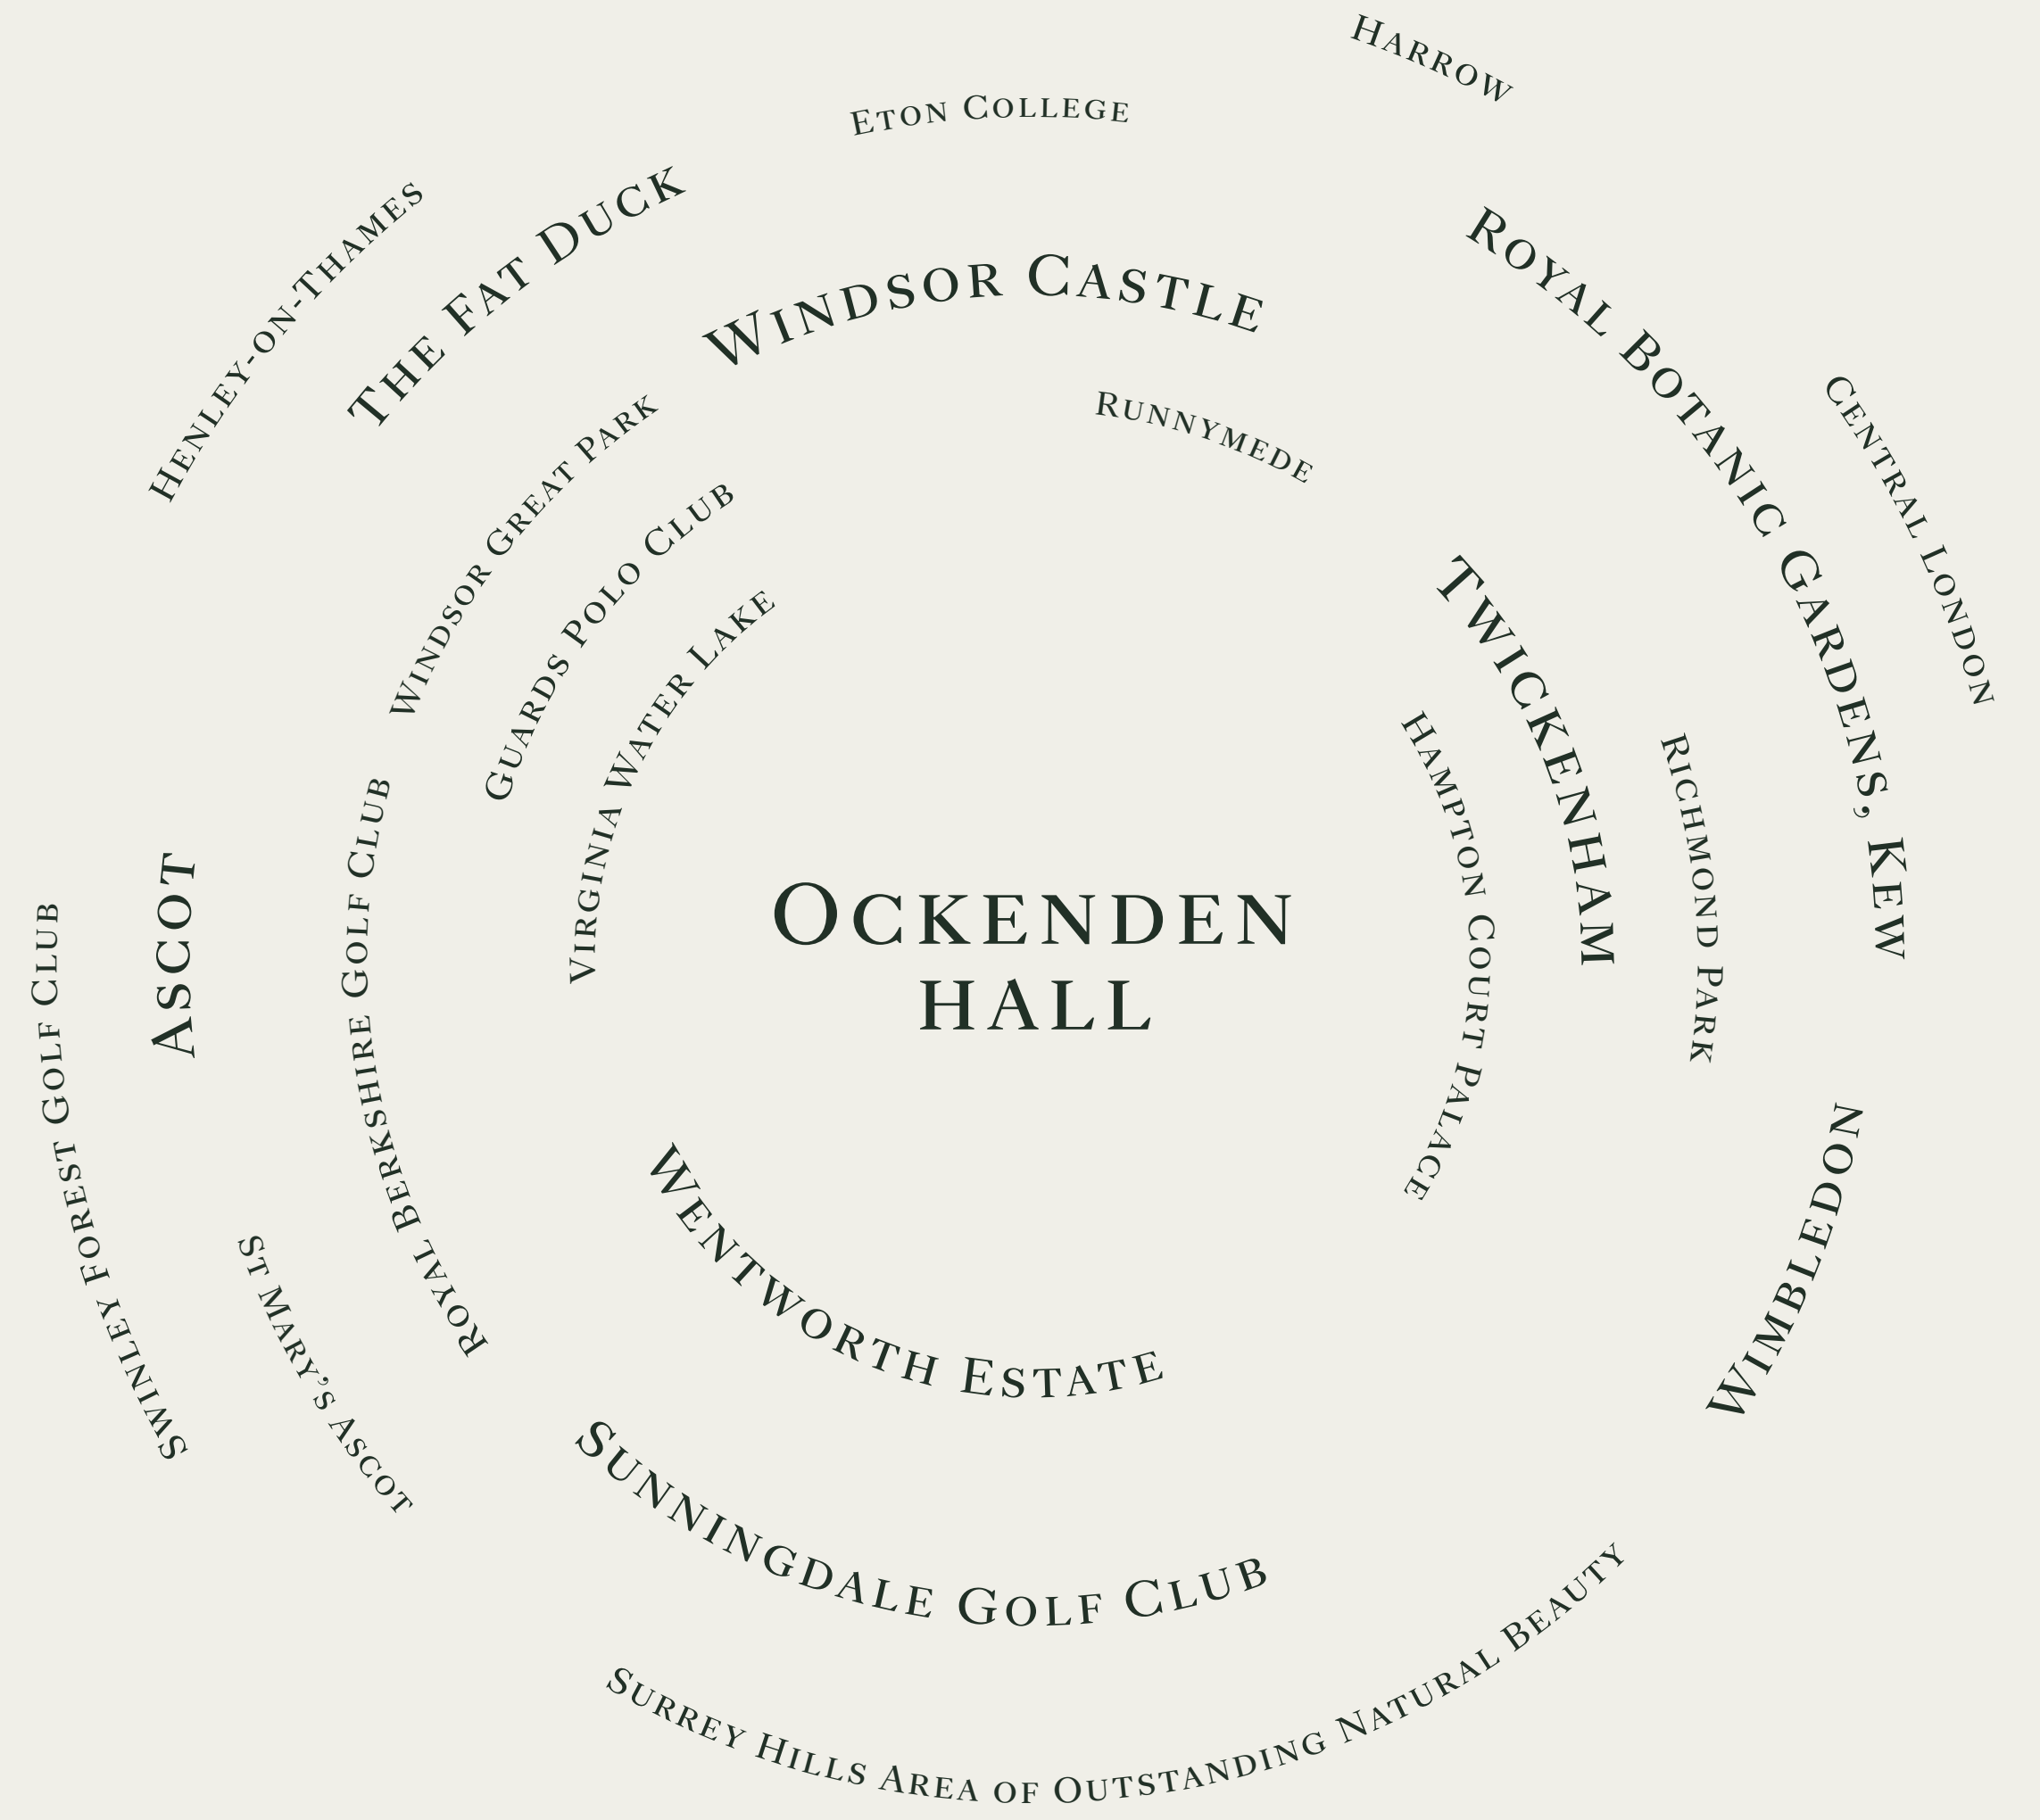 Harrow
Eton College
Henley-on-Thames
The Fat Duck
Royal Botanic Gardens, Kew
Windsor Castle
Central London
Runnymede
Windsor Great Park
Guards Polo Club
Twickenham
Virginia Water Lake
Hampton Court Palace
Richmond Park
Royal Berkshire Golf Club
Ascot
Swinley Forest Golf Club
Ockenden
Hall
Wimbledon
Wentworth Estate
St Mary's Ascot
Sunningdale Golf Club
Surrey Hills Area of Outstanding Natural Beauty